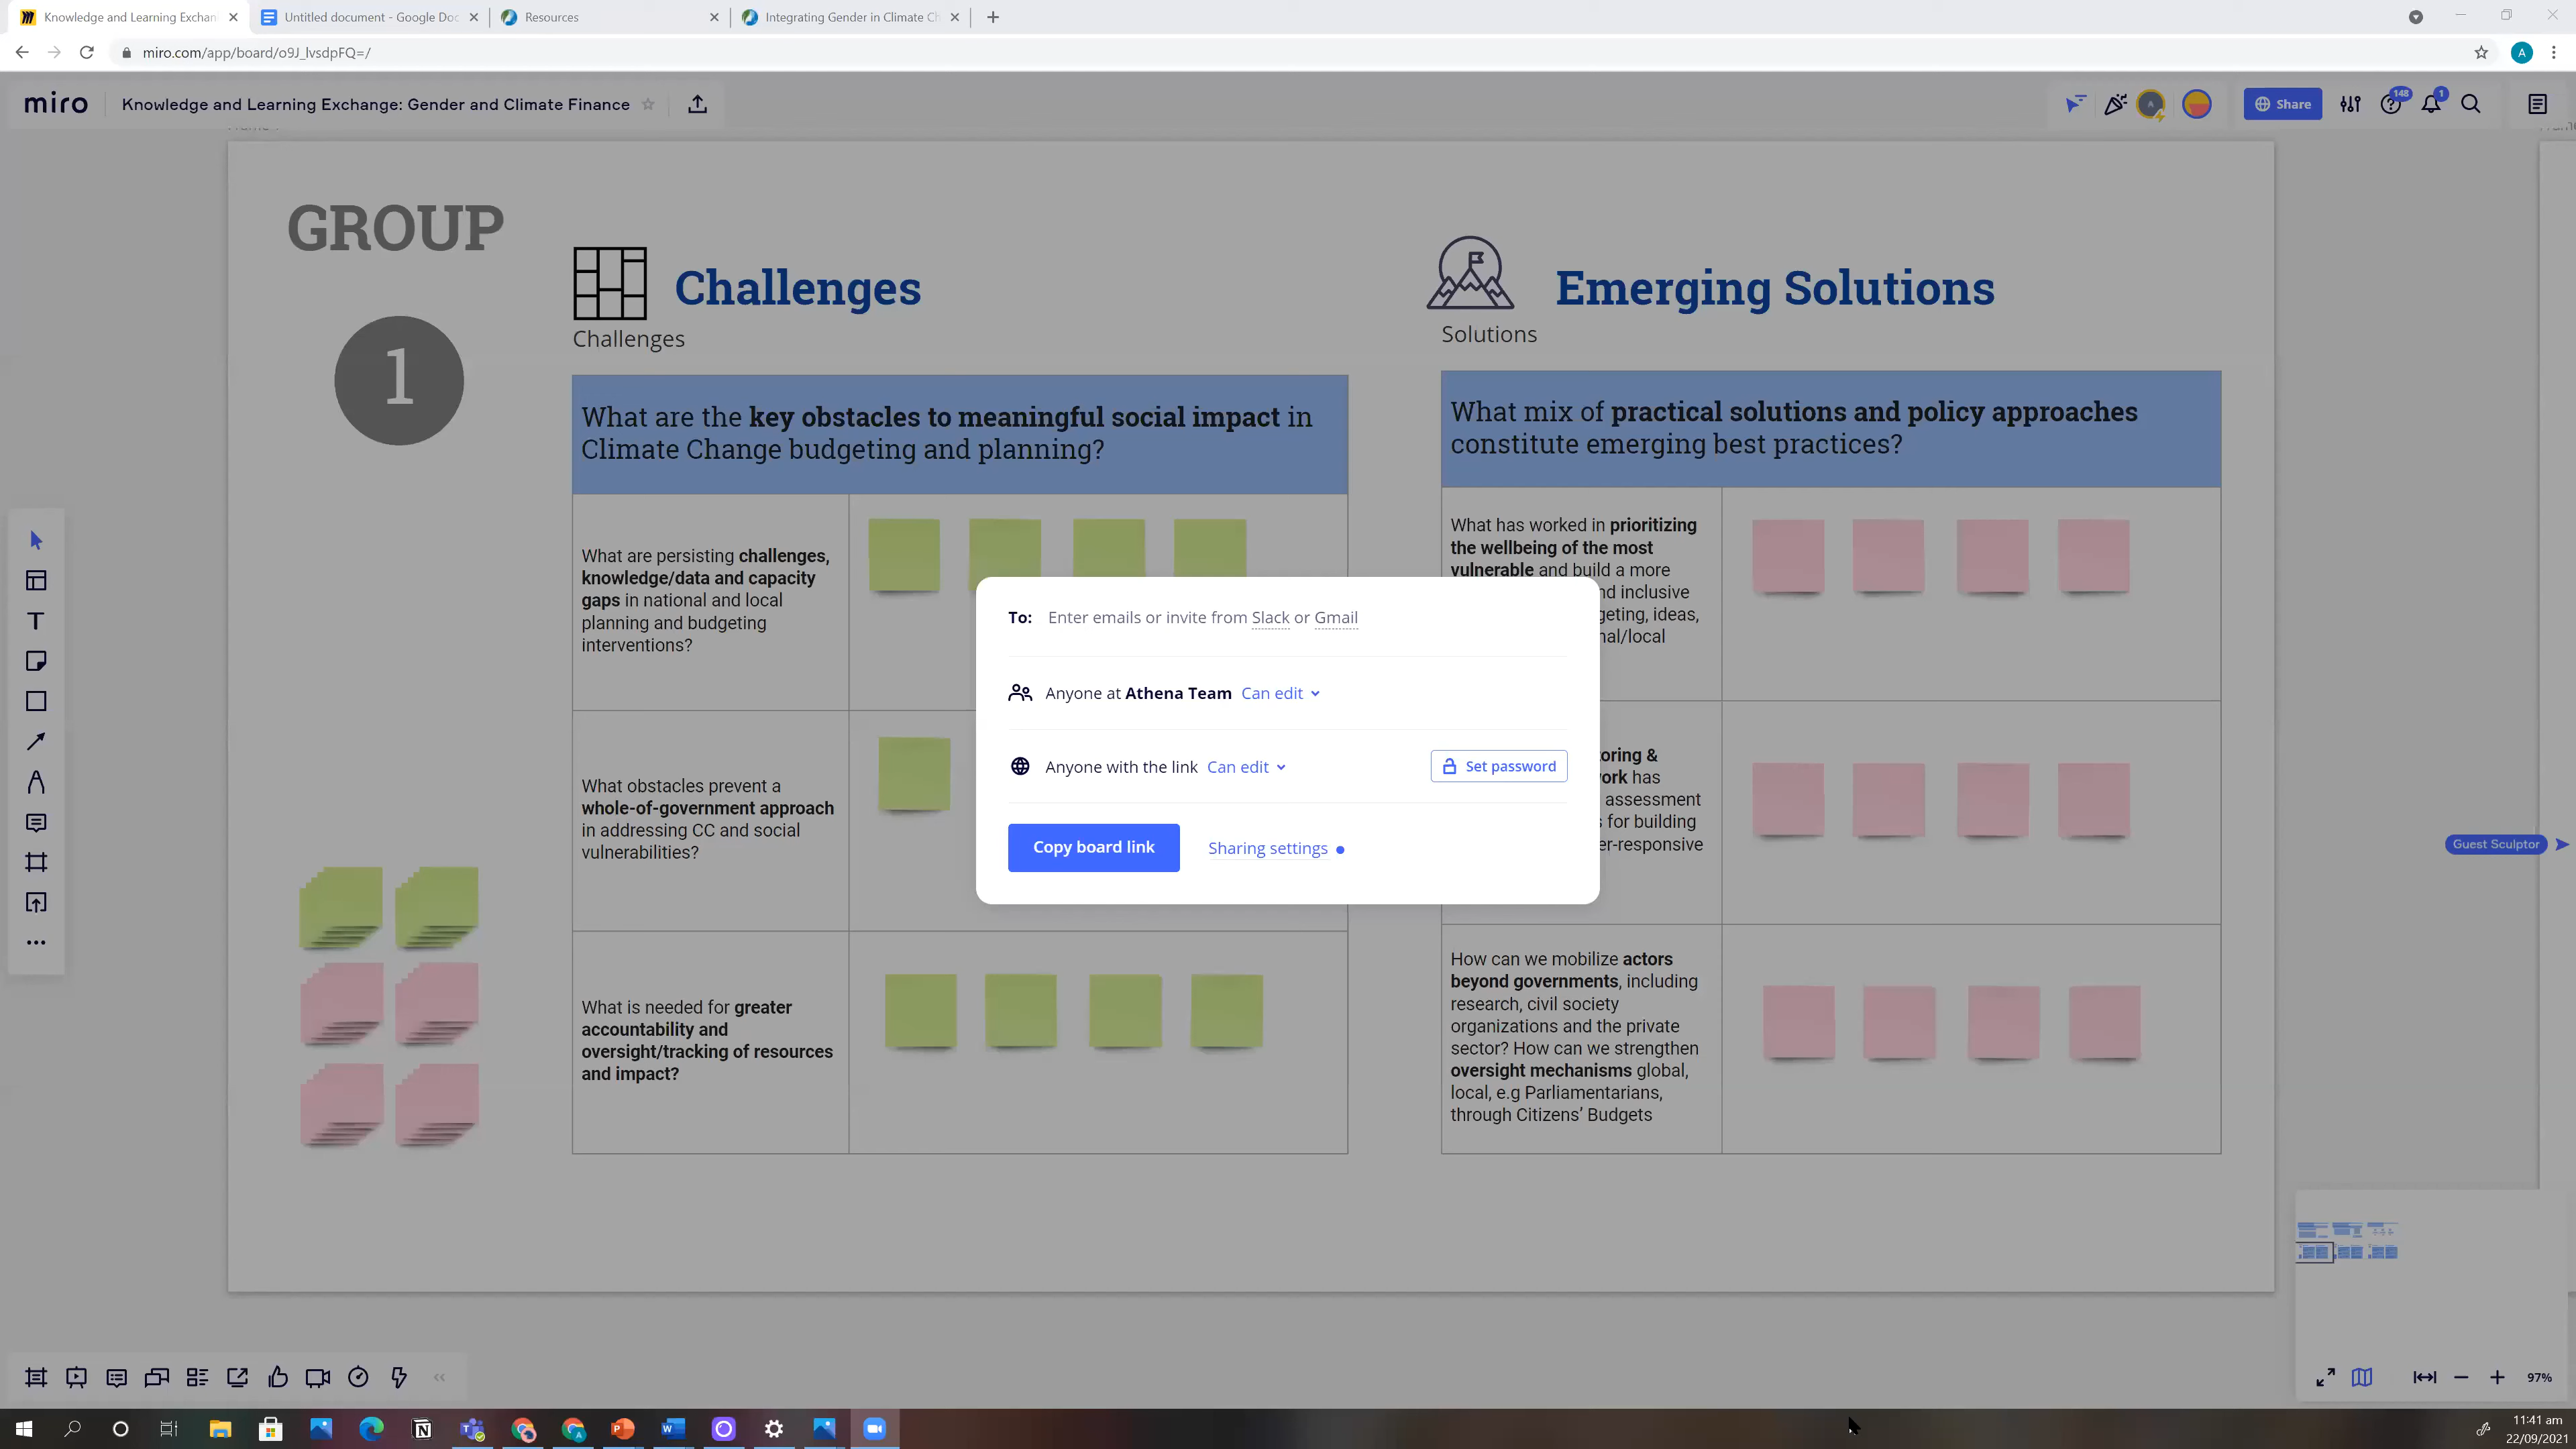 Knowledge and Learning Exchan
Untitled document - Google Doc
Resources
Integrating Gender in Climate Ch
miro.com/app/board/o9J_lvsdpFQ=/
A
miro
Knowledge and Learning Exchange: Gender and Climate Finance
A
Share
148
1
GROUP
1
Challenges
Challenges
What are the key obstacles to meaningful social impact in
Climate Change budgeting and planning?
What are persisting challenges,
knowledge/data and capacity
gaps in national and local
planning and budgeting
interventions?
What obstacles prevent a
whole-of-government approach
in addressing CC and social
vulnerabilities?
What is needed for greater
accountability and
oversight/tracking of resources
and impact?
Emerging Solutions
Solutions
What mix of practical solutions and policy approaches
constitute emerging best practices?
What has worked in prioritizing
the wellbeing of the most
vulnerable and build a more
nd inclusive
geting, ideas,
nal/local
oring &
ork has
assessment
s for building
er-responsive
How can we mobilize actors
beyond governments, including
research, civil society
organizations and the private
sector? How can we strengthen
oversight mechanisms global,
local, e.g Parliamentarians,
through Citizens' Budgets
To: Enter emails or invite from Slack or Gmail
Anyone at Athena Team Can edit
Anyone with the link Can edit
Set password
Copy board link
Sharing settings
Guest Sculptor
97%
11:41 am
22/09/2021